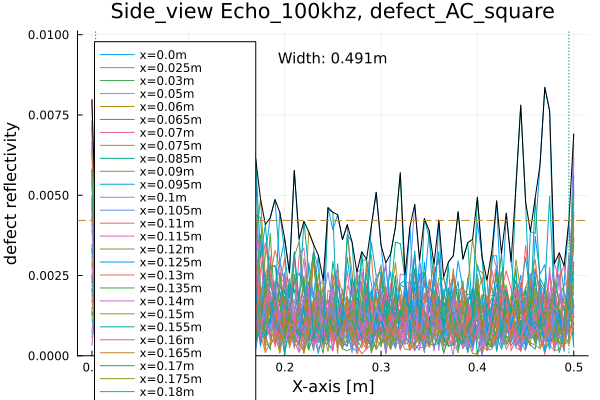 Side_view Echo_100khz, defect_AC_square
0.0100
0.0075
0.0050
0.0025
0.0000
defect reflectivity
Width: 0.491m
x=0.0m
x=0.025m
x=0.03m
x=0.05m
x=0.06m
x=0.065m
x=0.07m
x=0.075m
x=0.085m
x=0.09m
x=0.095m
x=0.1m
x=0.105m
x=0.11m
x=0.115m
x=0.12m
x=0.125m
x=0.13m
x=0.135m
x=0.14m
x=0.15m
x=0.155m
x=0.16m
x=0.165m
x=0.17m
x=0.175m
x=0.18m
0. 0.2 0.3 0.4 0.5
X-axis [m]